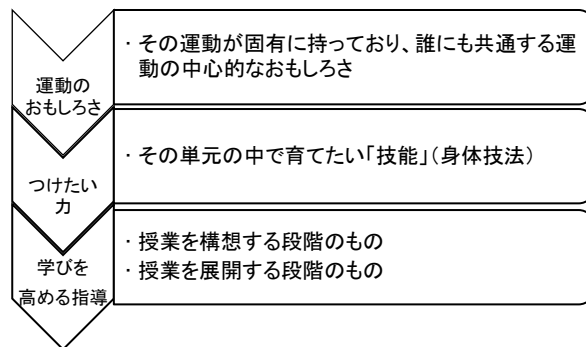 運動の
おもしろさ
・その運動が固有に持っており、誰にも共通する運
動の中心的なおもしろさ
つけたい
力
・その単元の中で育てたい「技能」（身体技法）
学びを
高める指導
・授業を構想する段階のもの
・授業を展開する段階のもの